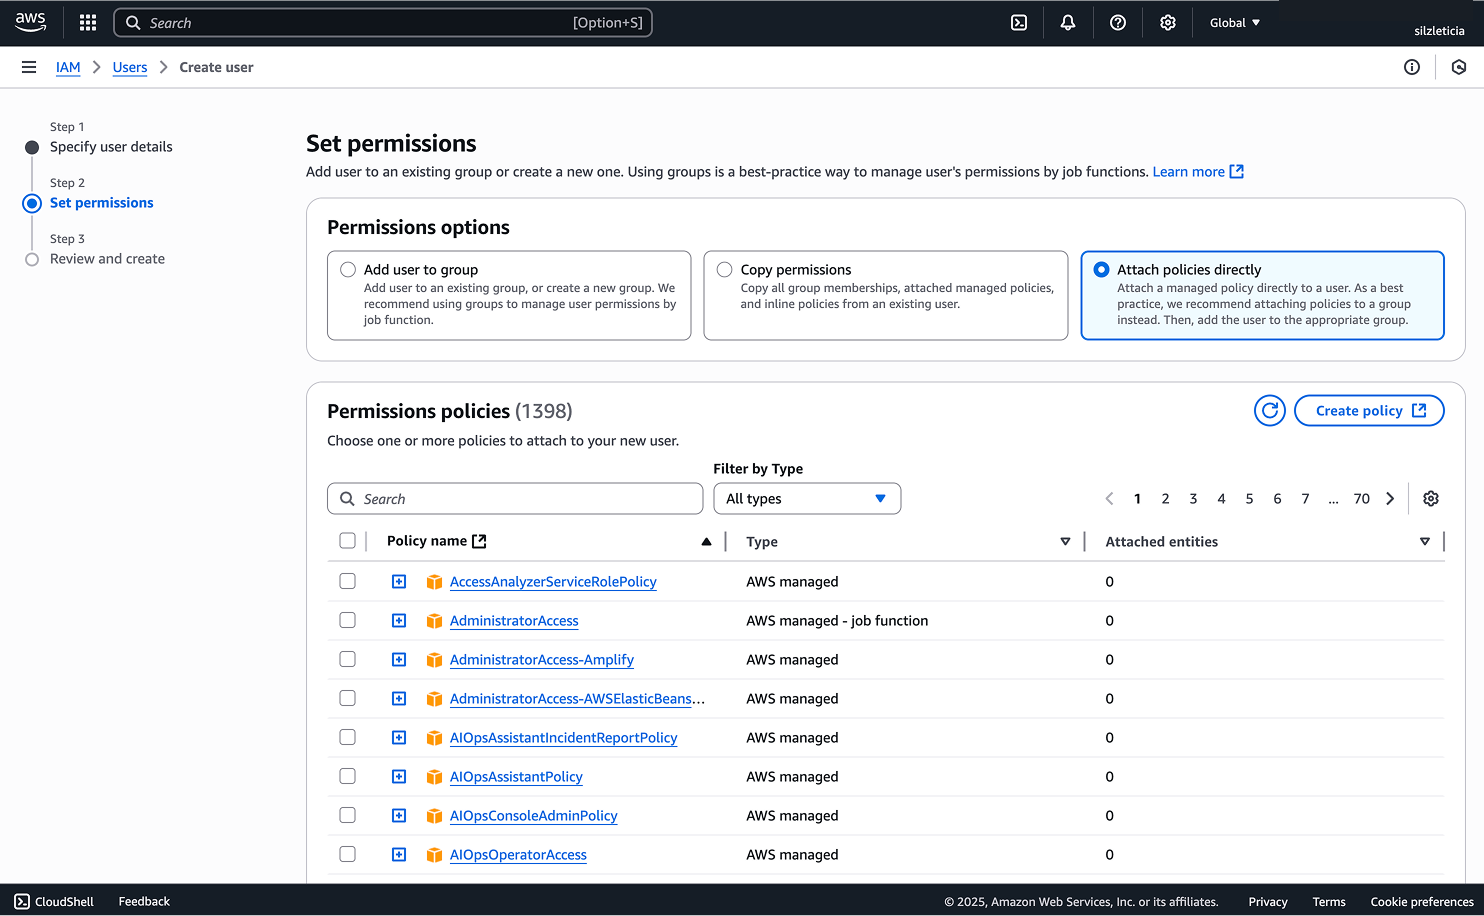 aws
Search
[Option+S]
Global
silzleticia
IAM
Users
Create user
Step 1
Specify user details
Step 2
Set permissions
Step 3
Review and create
Set permissions
Add user to an existing group or create a new one. Using groups is a best-practice way to manage user's permissions by job functions. Learn more
Permissions options
Add user to group
Add user to an existing group, or create a new group. We
recommend using groups to manage user permissions by
job function.
Copy permissions
Copy all group memberships, attached managed policies,
and inline policies from an existing user.
Attach policies directly
Attach a managed policy directly to a user. As a best
practice, we recommend attaching policies to a group
instead. Then, add the user to the appropriate group.
Permissions policies (1398)
Create policy
Choose one or more policies to attach to your new user.
Filter by Type
Search
All types
1 2 3 4 5 6 7 ... 70
Policy name Type Attached entities
AccessAnalyzerServiceRolePolicy AWS managed 0
AdministratorAccess AWS managed - job function 0
AdministratorAccess-Amplify AWS managed 0
AdministratorAccess-AWSElasticBeans... AWS managed 0
AIOpsAssistantIncidentReportPolicy AWS managed 0
AIOpsAssistantPolicy AWS managed 0
AIOpsConsoleAdminPolicy AWS managed 0
AIOpsOperatorAccess AWS managed 0
CloudShell Feedback © 2025, Amazon Web Services, Inc. or its affiliates. Privacy Terms Cookie preferences